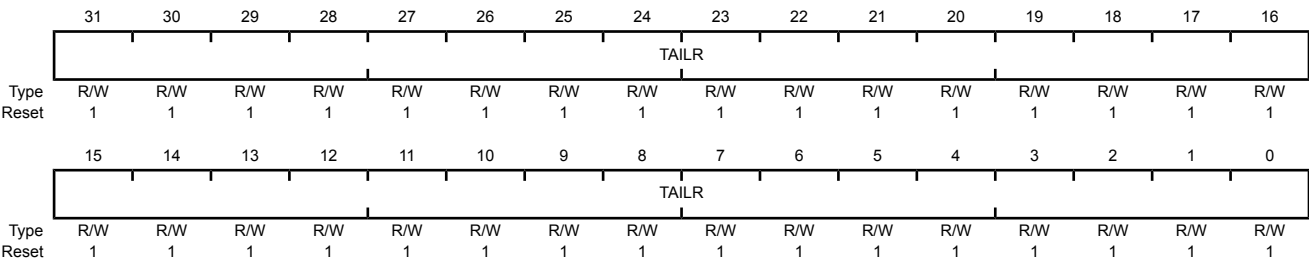 31 30 29 28 27 26 25 24 23 22 21 20 19 18 17 16
TAILR
Type R/W R/W R/W R/W R/W R/W R/W R/W R/W R/W R/W R/W R/W R/W R/W R/W
Reset 1 1 1 1 1 1 1 1 1 1 1 1 1 1 1 1
15 14 13 12 11 10 9 8 7 6 5 4 3 2 1 0
TAILR
Type R/W R/W R/W R/W R/W R/W R/W R/W R/W R/W R/W R/W R/W R/W R/W R/W
Reset 1 1 1 1 1 1 1 1 1 1 1 1 1 1 1 1